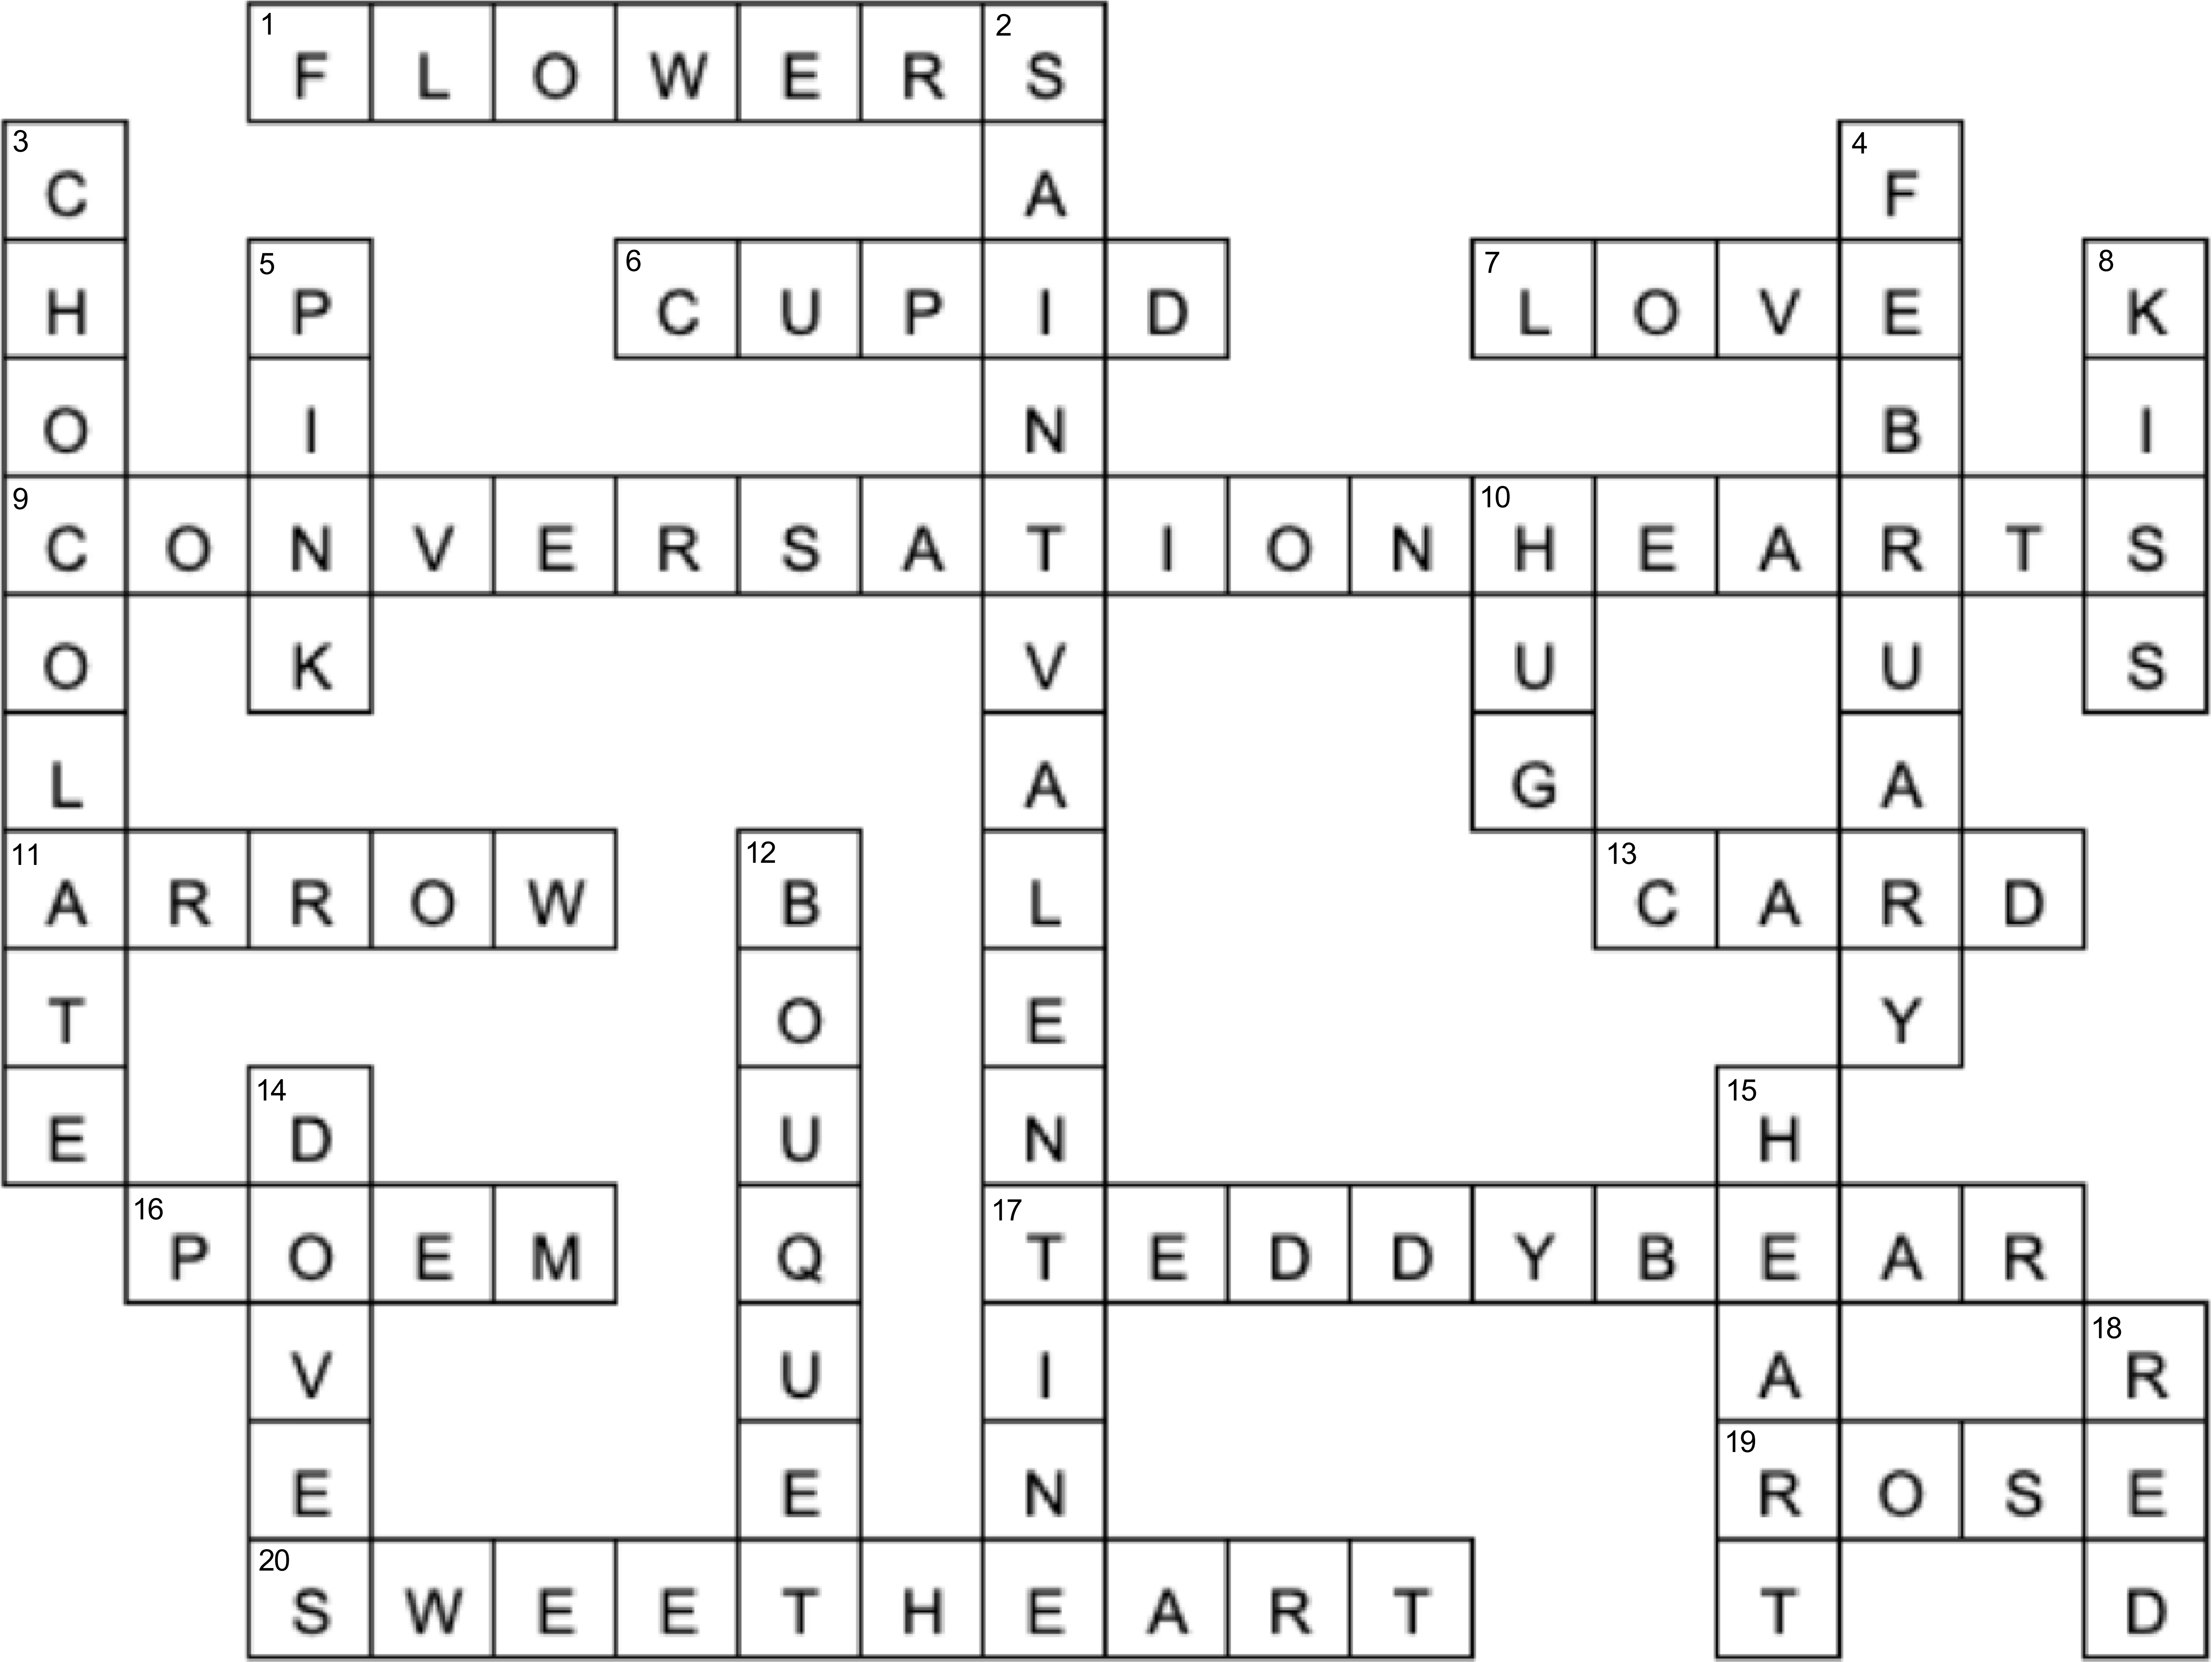 1 F L O W E R 2 S
3 C A 4 F
H 5 P 6 C U P I D 7 L O V E 8 K
O I N B I
9 C O N V E R S A T I O N 10 H E A R T S
O K V U U S
L A G A
11 A R R O W 12 B L 13 C A R D
T O E Y
E 14 D U N 15 H
16 P O E M Q 17 T E D D Y B E A R
V U I A 18 R
E E N 19 R O S E
20 S W E E T H E A R T T D